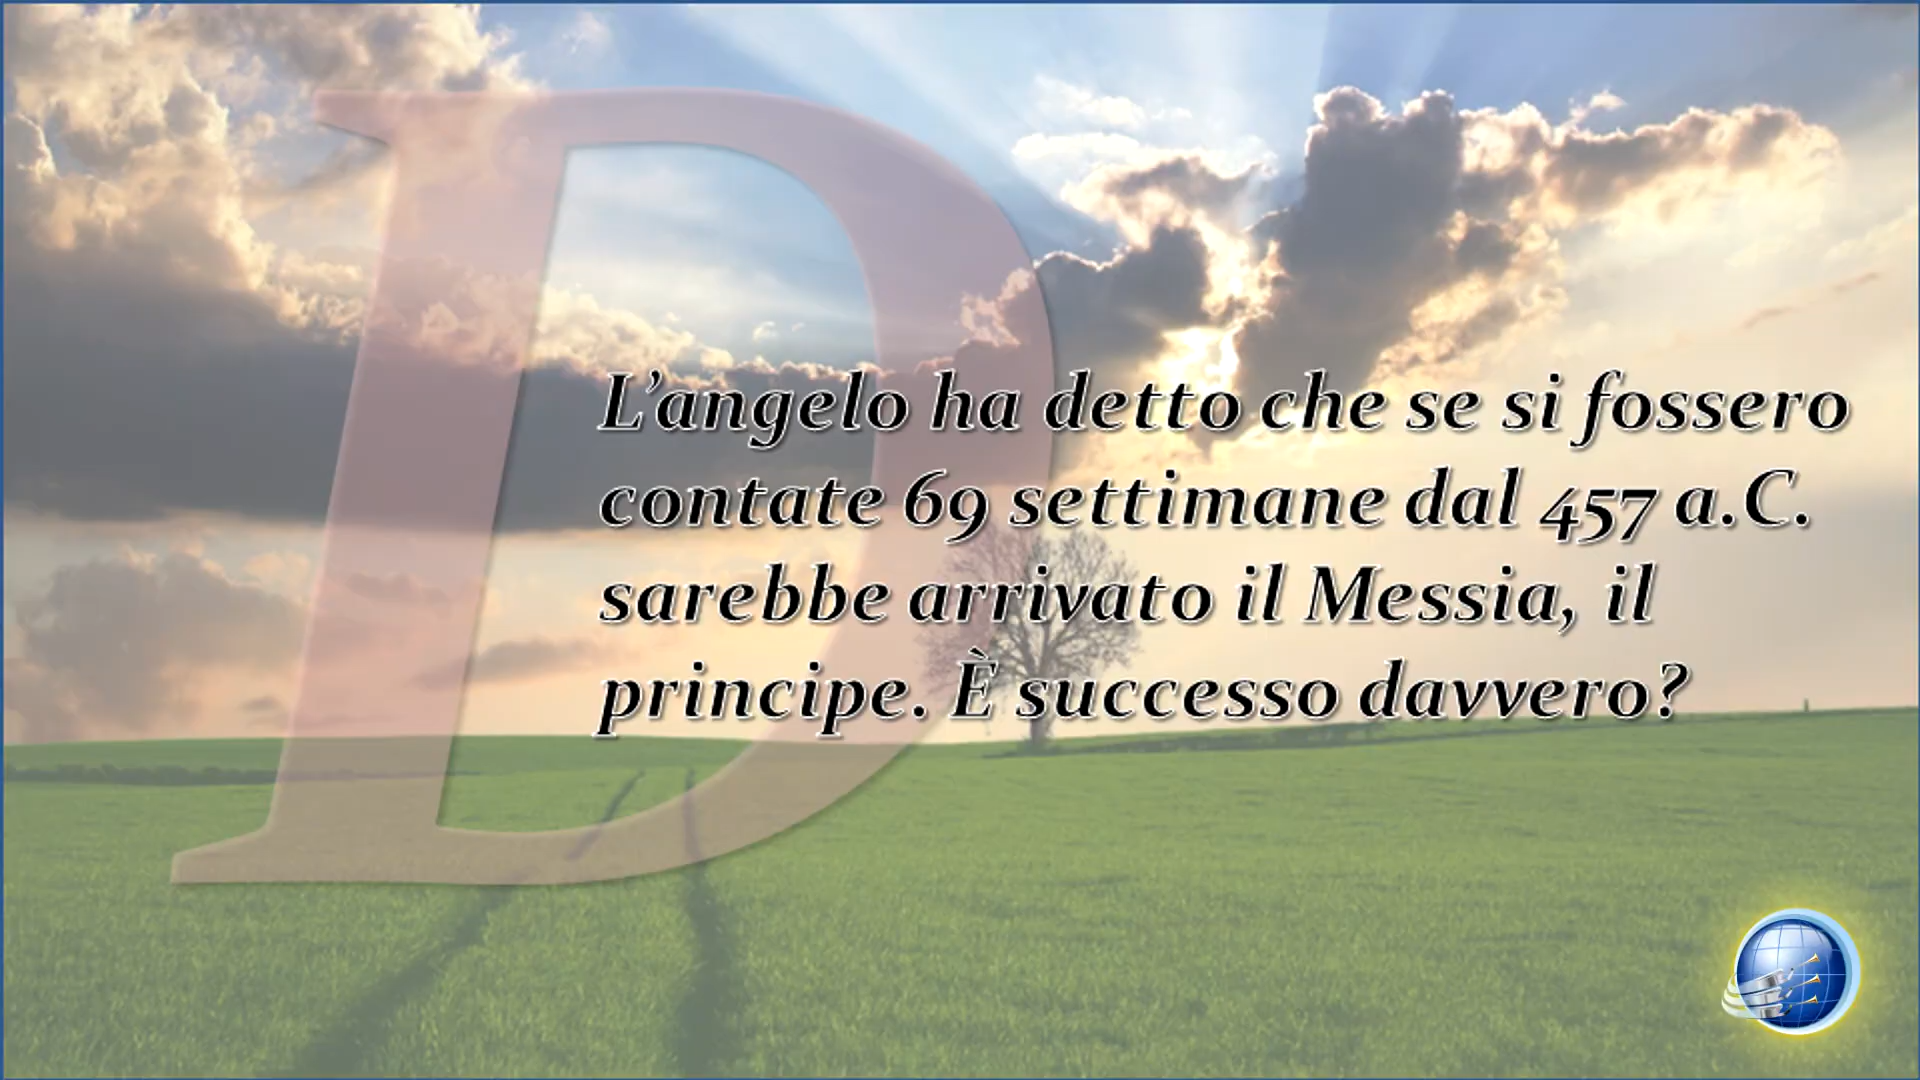 D
L’angelo ha detto che se si fossero
contate 69 settimane dal 457 a.C.
sarebbe arrivato il Messia, il
principe. È successo davvero?